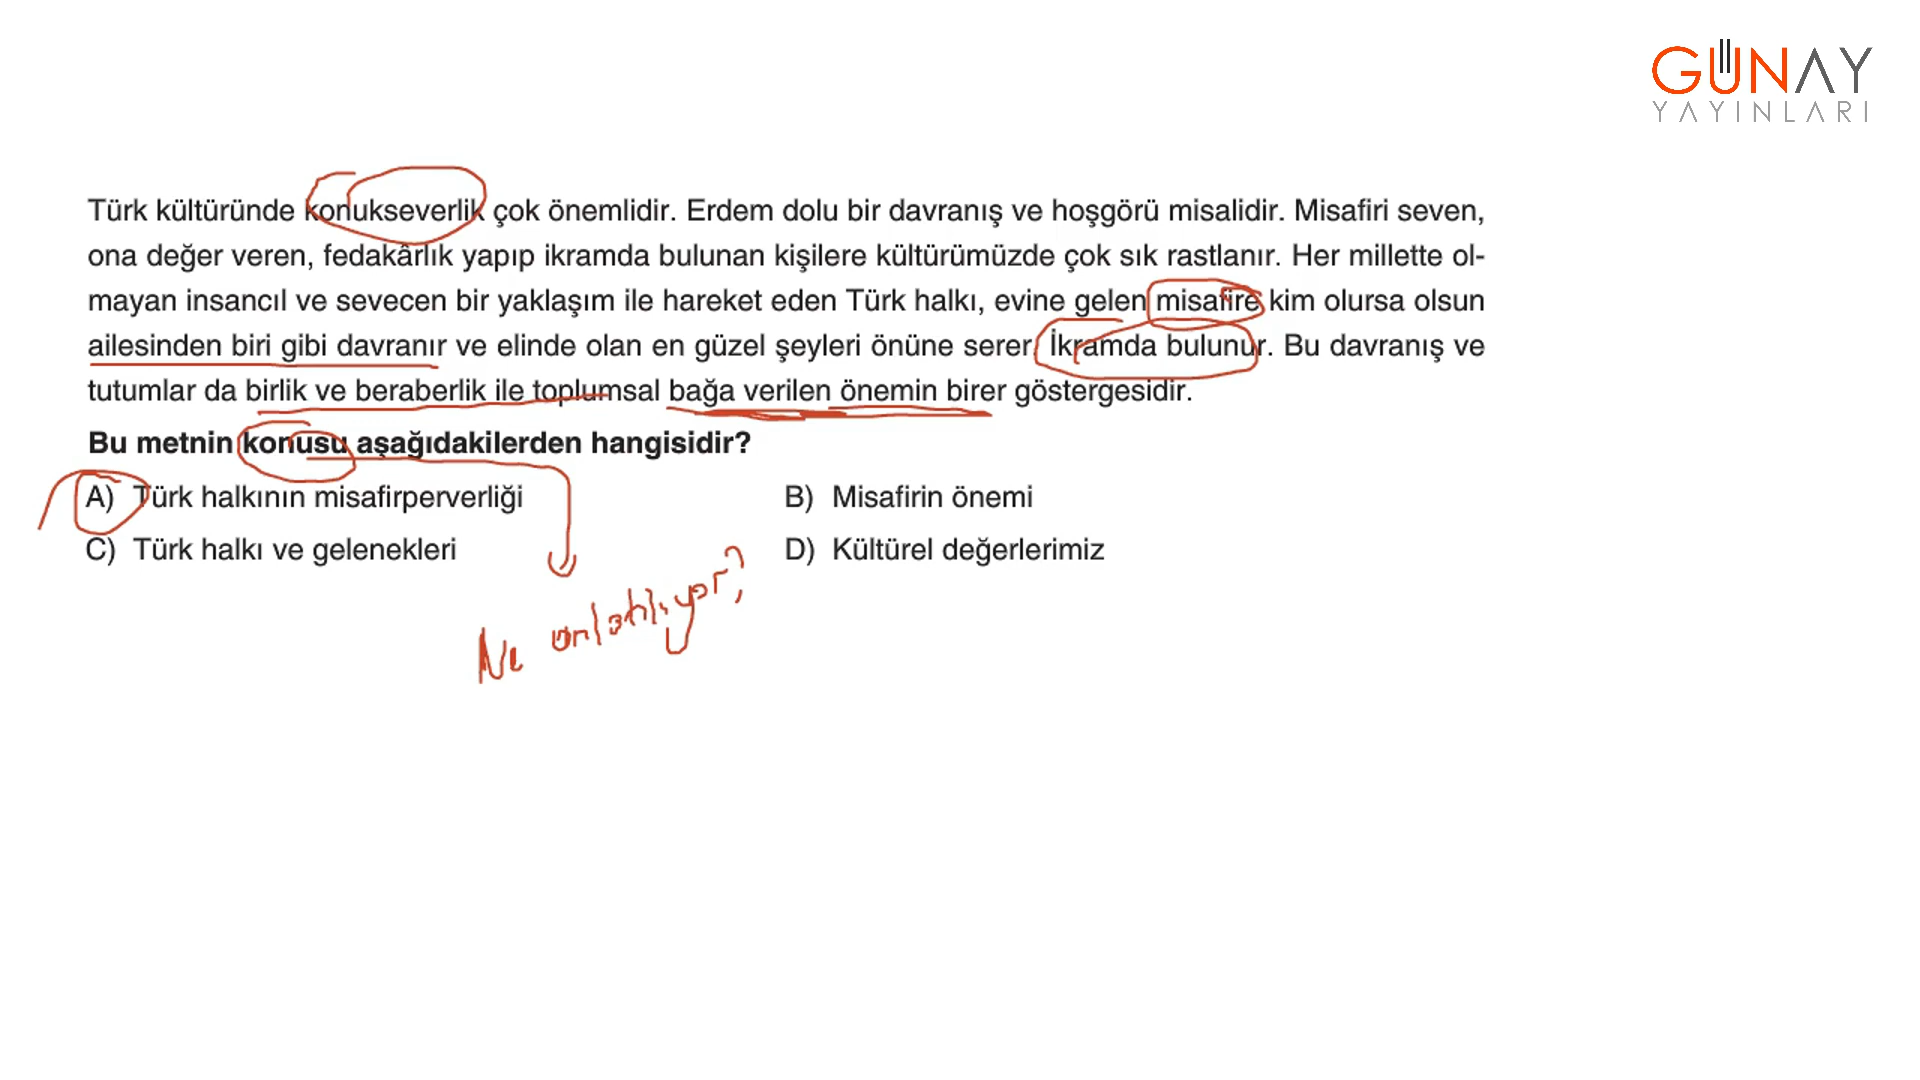 GÜNAY
YAYINLARI
Türk kültüründe konukseverlik çok önemlidir. Erdem dolu bir davranış ve hoşgörü misalidir. Misafiri seven,
ona değer veren, fedakârlık yapıp ikramda bulunan kişilere kültürümüzde çok sık rastlanır. Her millette ol-
mayan insancıl ve sevecen bir yaklaşım ile hareket eden Türk halkı, evine gelen misafire kim olursa olsun
ailesinden biri gibi davranır ve elinde olan en güzel şeyleri önüne serer. İkramda bulunur. Bu davranış ve
tutumlar da birlik ve beraberlik ile toplumsal bağa verilen önemin birer göstergesidir.
Bu metnin konusu aşağıdakilerden hangisidir?
A) Türk halkının misafirperverliği
B) Misafirin önemi
C) Türk halkı ve gelenekleri
D) Kültürel değerlerimiz
Ne anlatılıyor?